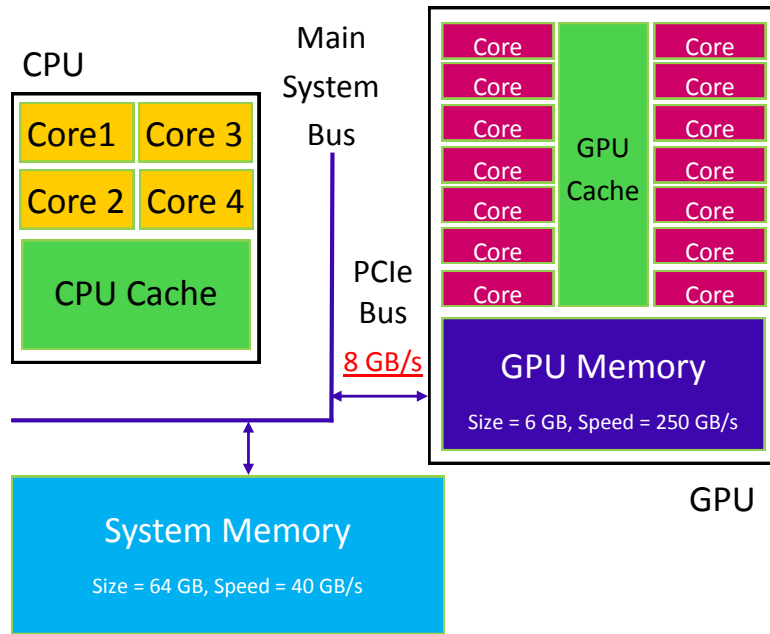 CPU
Core1
Core 3
Core 2
Core 4
CPU Cache
Main
System
Bus
PCIe
Bus
8 GB/s
Core
Core
Core
Core
Core
Core
Core
GPU
Cache
Core
Core
Core
Core
Core
Core
Core
GPU Memory
Size = 6 GB, Speed = 250 GB/s
GPU
System Memory
Size = 64 GB, Speed = 40 GB/s